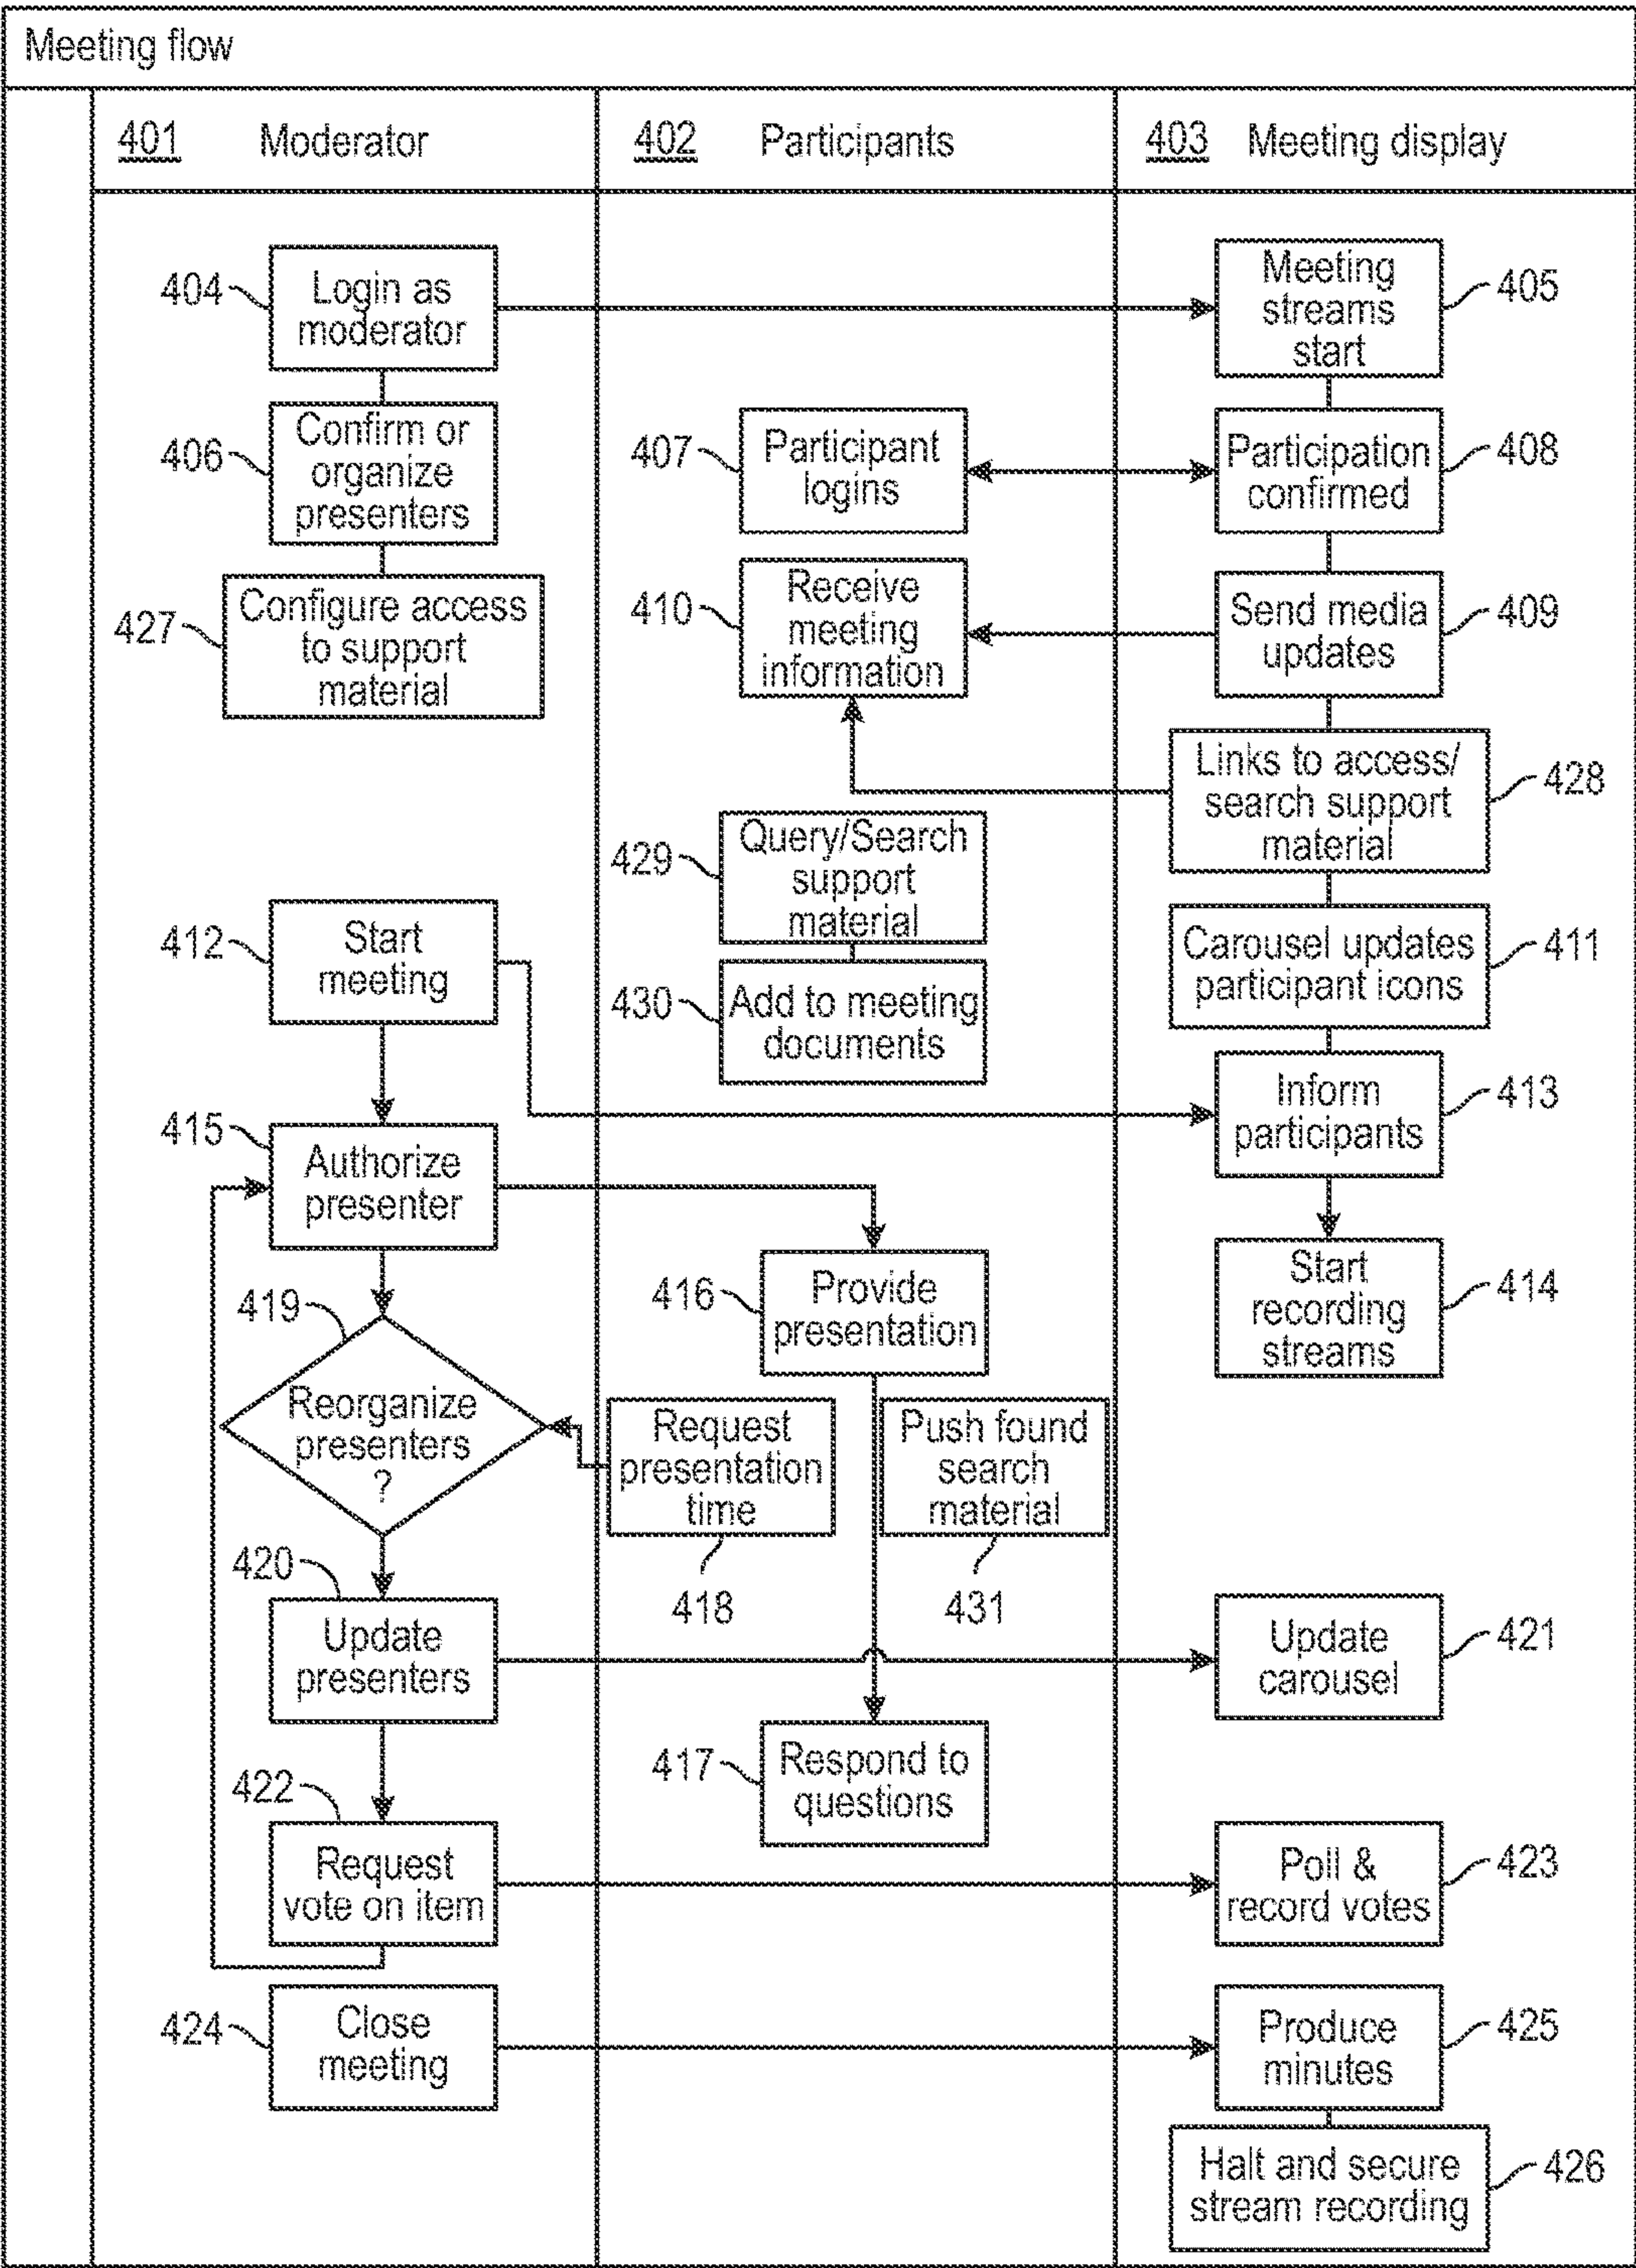 Meeting flow
401 Moderator
402 Participants
403 Meeting display
404
Login as
moderator
Meeting
streams
start
405
406
Confirm or
organize
presenters
407
Participant
logins
Participation
confirmed
408
427
Configure access
to support
material
410
Receive
meeting
information
Send media
updates
409
Links to access/
search support
material
428
429
Query/Search
support
material
412
Start
meeting
Carousel updates
participant icons
411
430
Add to meeting
documents
Inform
participants
413
415
Authorize
presenter
416
Provide
presentation
Start
recording
streams
414
419
Reorganize
presenters
?
Request
presentation
time
418
Push found
search
material
431
420
Update
presenters
Update
carousel
421
417
Respond to
questions
422
Request
vote on item
Poll &
record votes
423
424
Close
meeting
Produce
minutes
425
Halt and secure
stream recording
426